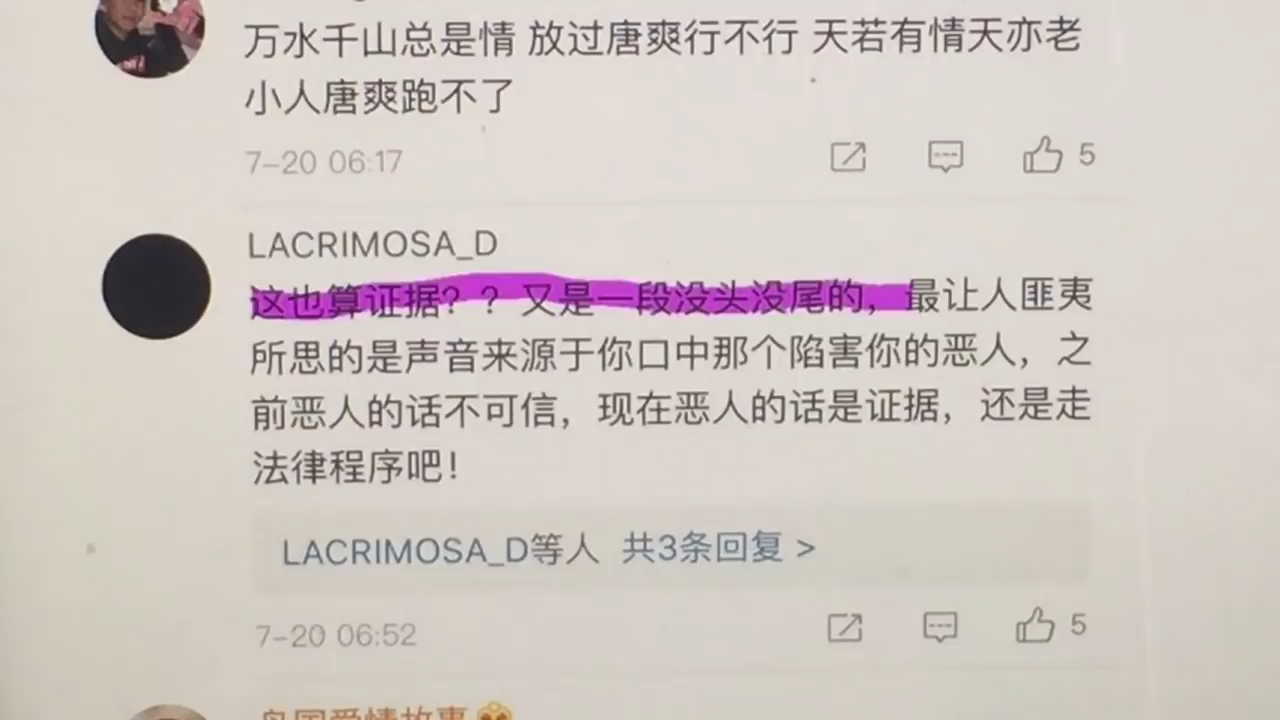 万水千山总是情 放过唐爽行不行 天若有情天亦老
小人唐爽跑不了
7-20 06:17
5
LACRIMOSA_D
这也算证据？？又是一段没头没尾的，最让人匪夷
所思的是声音来源于你口中那个陷害你的恶人，之
前恶人的话不可信，现在恶人的话是证据，还是走
法律程序吧！
LACRIMOSA_D等人 共3条回复 >
7-20 06:52
5